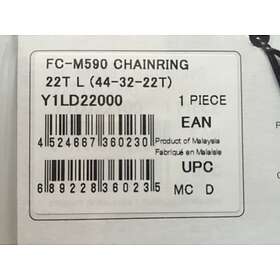 FC-M590 CHAINRING
22T L (44-32-22T)
Y1LD22000 1 PIECE
EAN
4 524667 360230
Product of Malaysia
Fabriqué en Malaisie
UPC
6 89228 36023 5
MC D